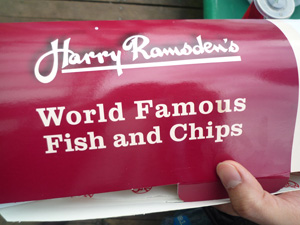 Harry Ramsden's
World Famous
Fish and Chips